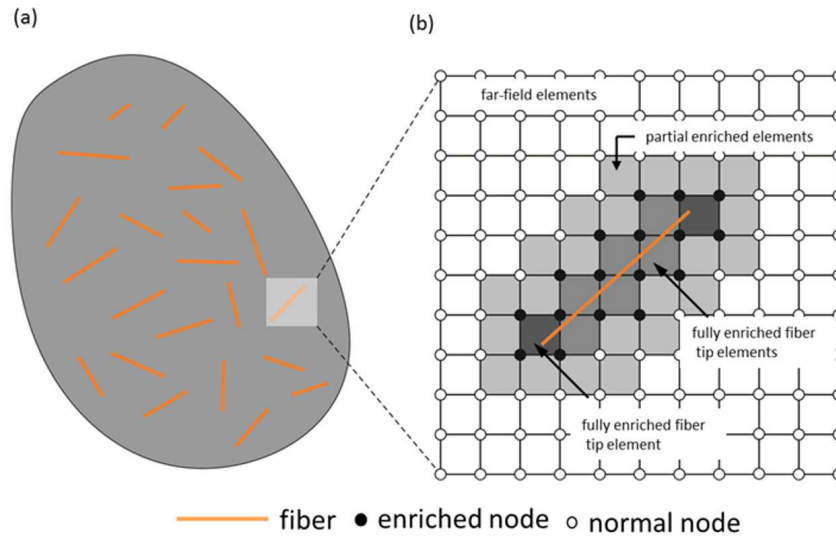 (a)
(b)
far-field elements
partial enriched elements
fully enriched fiber
tip elements
fully enriched fiber
tip element
fiber
enriched node
normal node